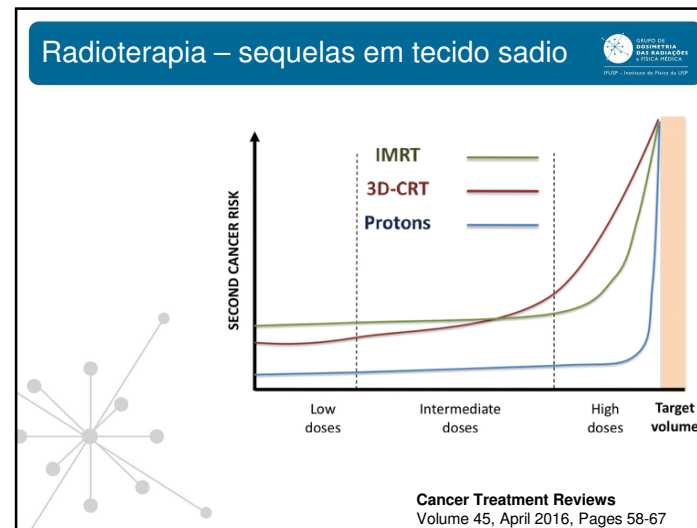 Radioterapia – sequelas em tecido sadio
GRUPO DE
DOSIMETRIA
DAS RADIAÇÕES
e FÍSICA MÉDICA
IFUSP - Instituto de Física da USP
IMRT
3D-CRT
Protons
SECOND CANCER RISK
Low
doses
Intermediate
doses
High
doses
Target
volume
Cancer Treatment Reviews
Volume 45, April 2016, Pages 58-67